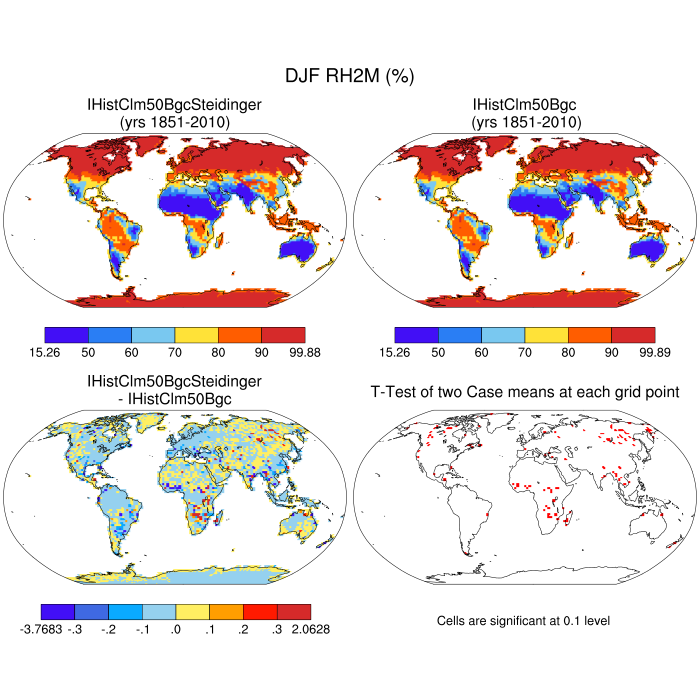 DJF RH2M (%)
IHistClm50BgcSteidinger
(yrs 1851-2010)
IHistClm50Bgc
(yrs 1851-2010)
15.26 50 60 70 80 90 99.88
15.26 50 60 70 80 90 99.89
IHistClm50BgcSteidinger
- IHistClm50Bgc
T-Test of two Case means at each grid point
-3.7683 -.3 -.2 -.1 .0 .1 .2 .3 2.0628
Cells are significant at 0.1 level